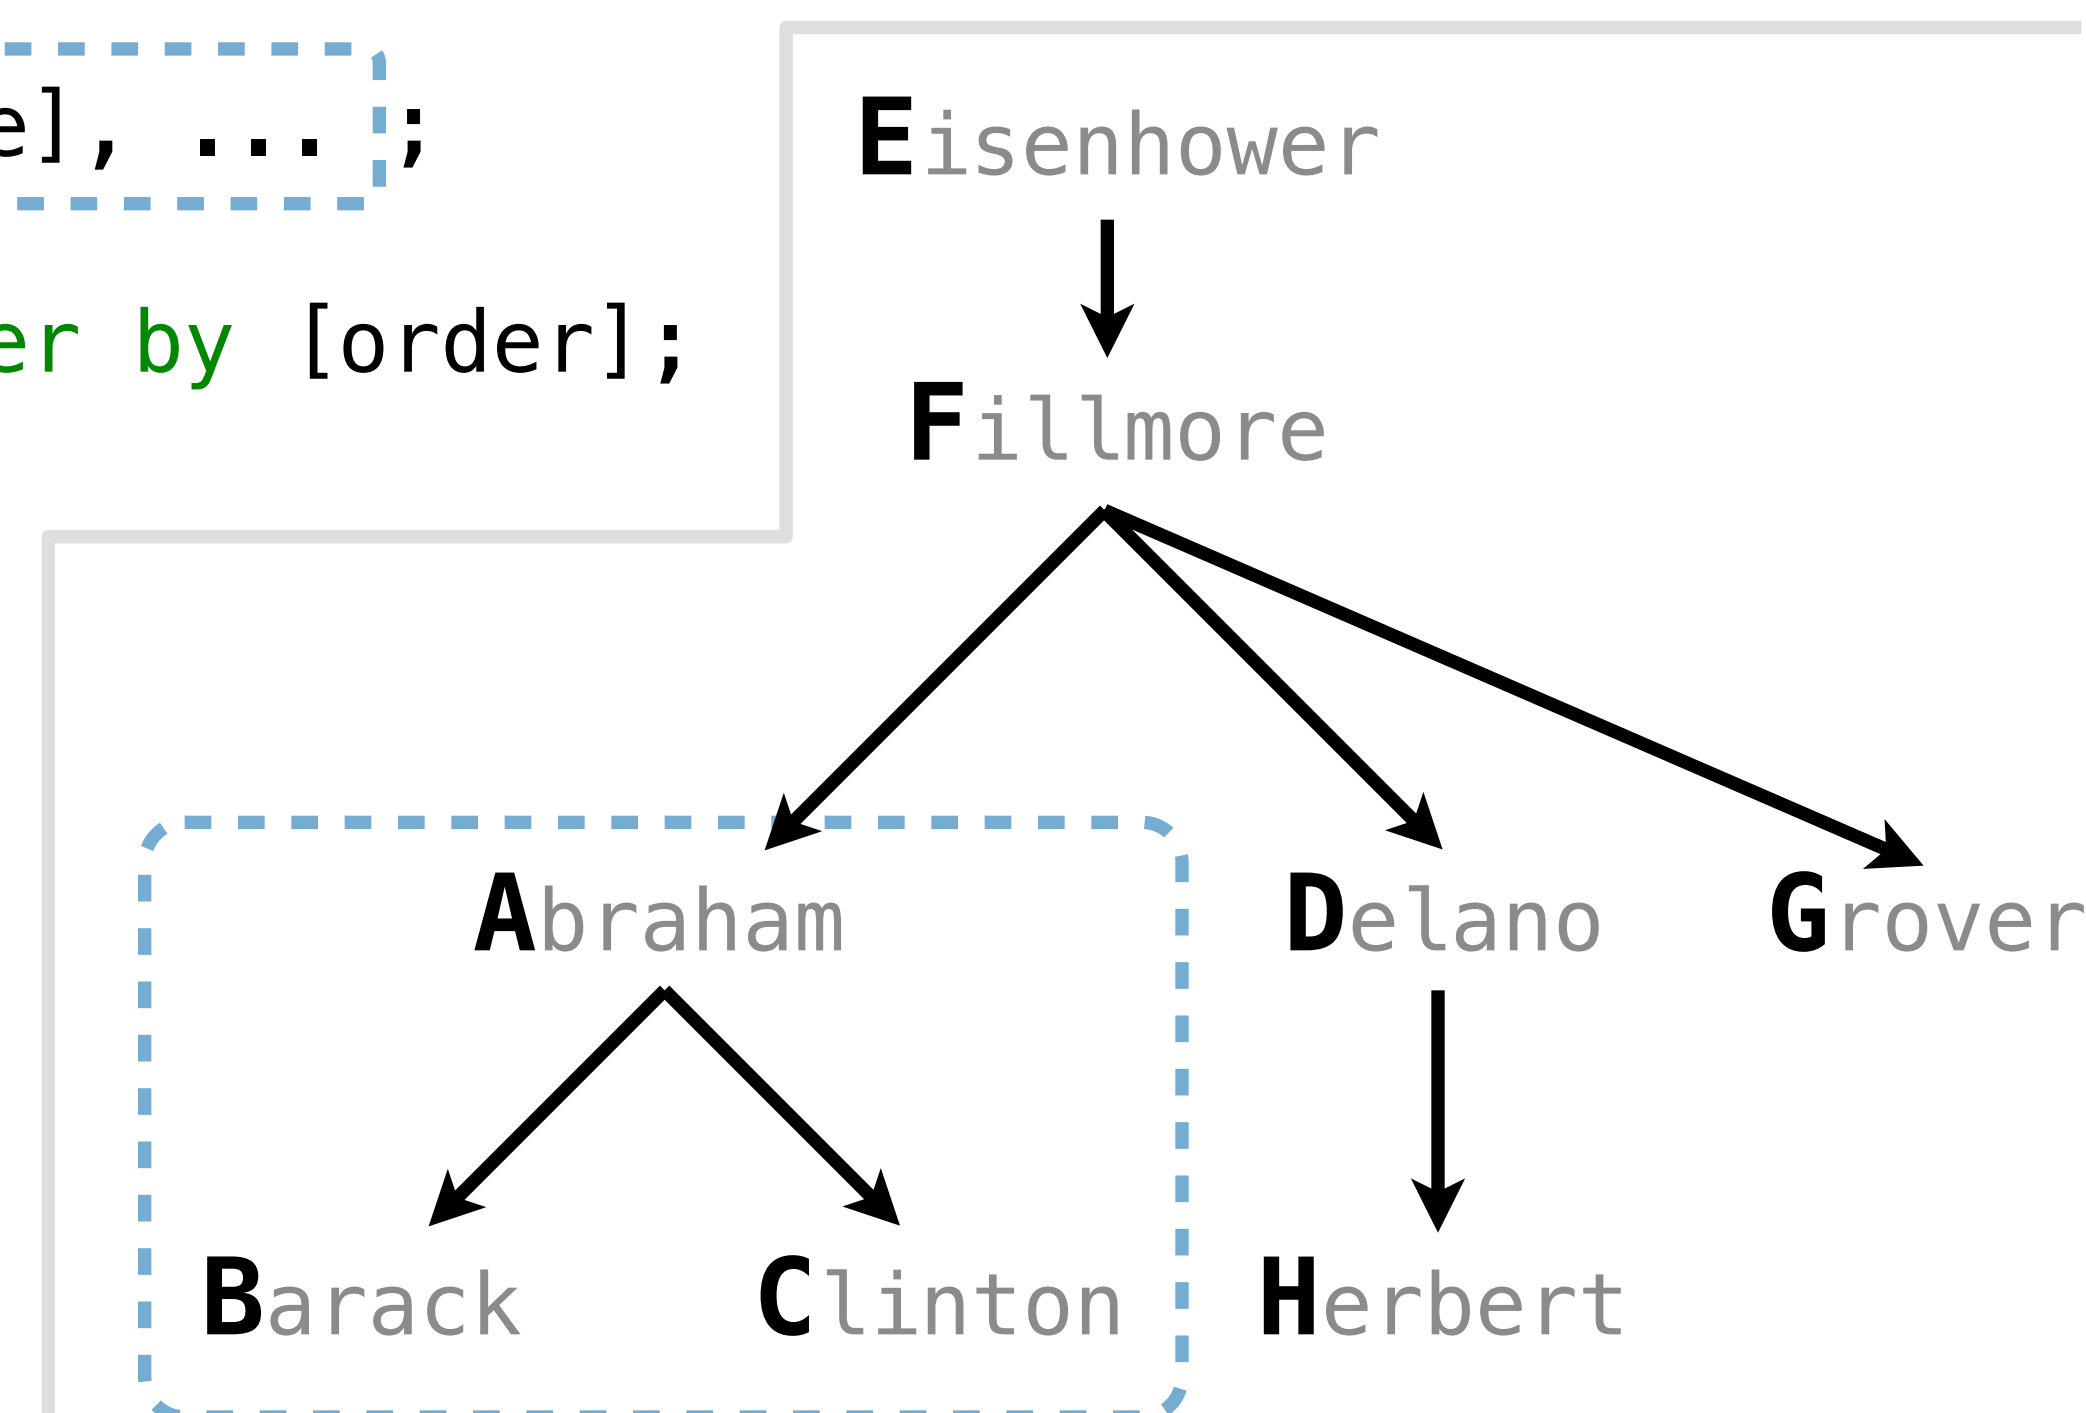 e], ... ;
er by [order];
Eisenhower
Fillmore
Abraham Delano Grover
Barack Clinton Herbert